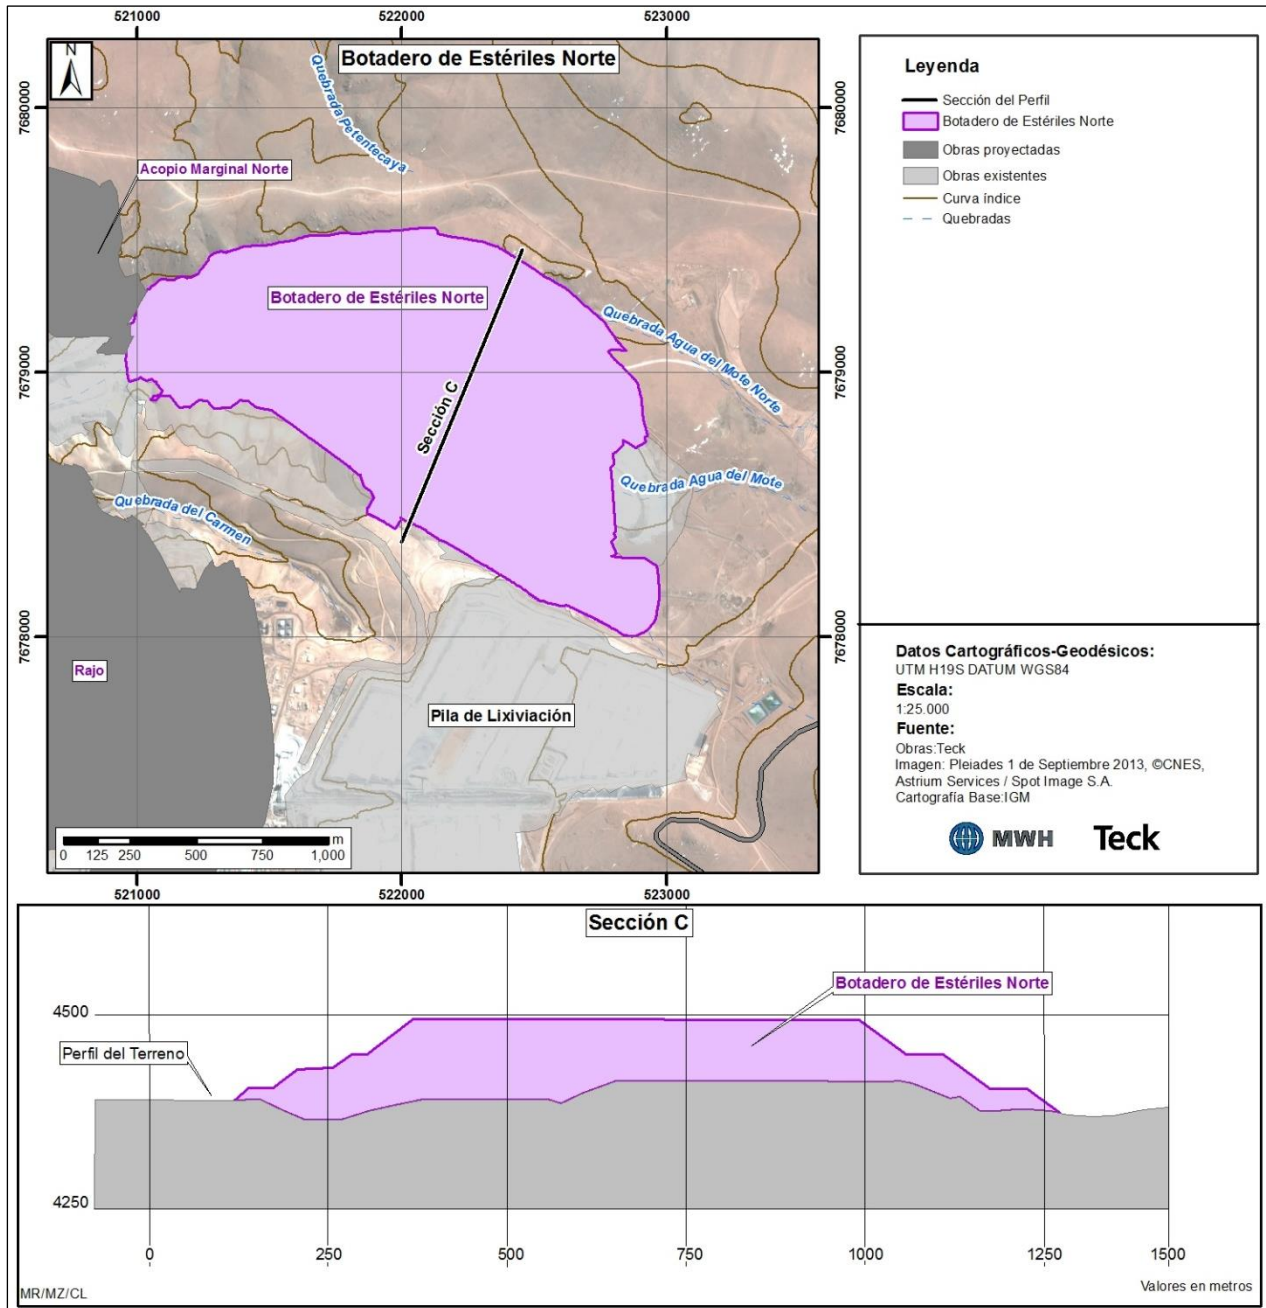 521000
522000
523000
N
Botadero de Estériles Norte
7680000
7679000
7678000
7680000
7679000
7678000
Quebrada Petentecaya
Acopio Marginal Norte
Botadero de Estériles Norte
Quebrada Agua del Mote Norte
Sección C
Quebrada Agua del Mote
Quebrada del Carmen
Rajo
Pila de Lixiviación
m
0 125 250 500 750 1,000
521000
522000
523000
Leyenda
Sección del Perfil
Botadero de Estériles Norte
Obras proyectadas
Obras existentes
Curva índice
Quebradas
Datos Cartográficos-Geodésicos:
UTM H19S DATUM WGS84
Escala:
1:25.000
Fuente:
Obras:Teck
Imagen: Pleiades 1 de Septiembre 2013, ©CNES,
Astrium Services / Spot Image S.A.
Cartografía Base:IGM
MWH Teck
Sección C
Botadero de Estériles Norte
4500
Perfil del Terreno
4250
0 250 500 750 1000 1250 1500
MR/MZ/CL
Valores en metros